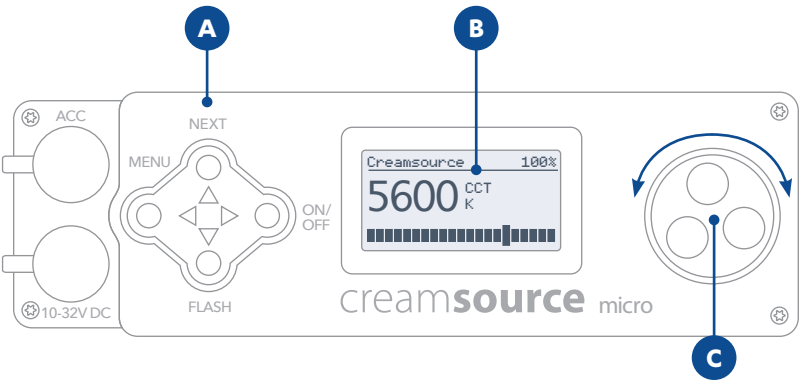 A
B
ACC
NEXT
MENU
ON/
OFF
FLASH
10-32V DC
Creamsource 100%
5600 CCT
K
creamsource micro
C